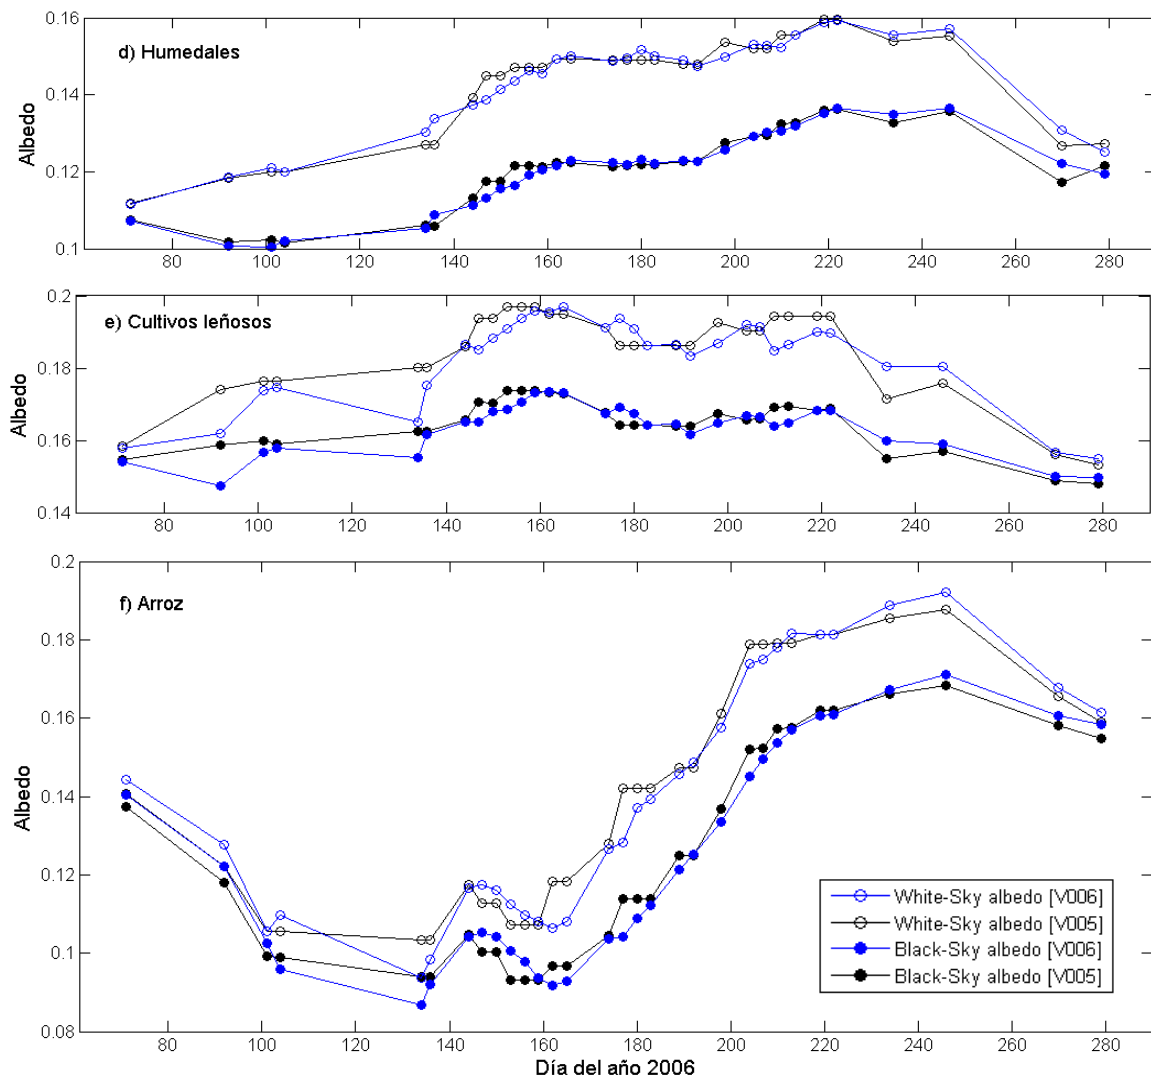 0.16
d) Humedales
0.14
Albedo
0.12
0.1
80 100 120 140 160 180 200 220 240 260 280
0.2
e) Cultivos leñosos
0.18
Albedo
0.16
0.14
80 100 120 140 160 180 200 220 240 260 280
0.2
f) Arroz
0.18
0.16
Albedo
0.14
0.12
White-Sky albedo [V006]
White-Sky albedo [V005]
0.1
Black-Sky albedo [V006]
Black-Sky albedo [V005]
0.08
80 100 120 140 160 180 200 220 240 260 280
Día del año 2006